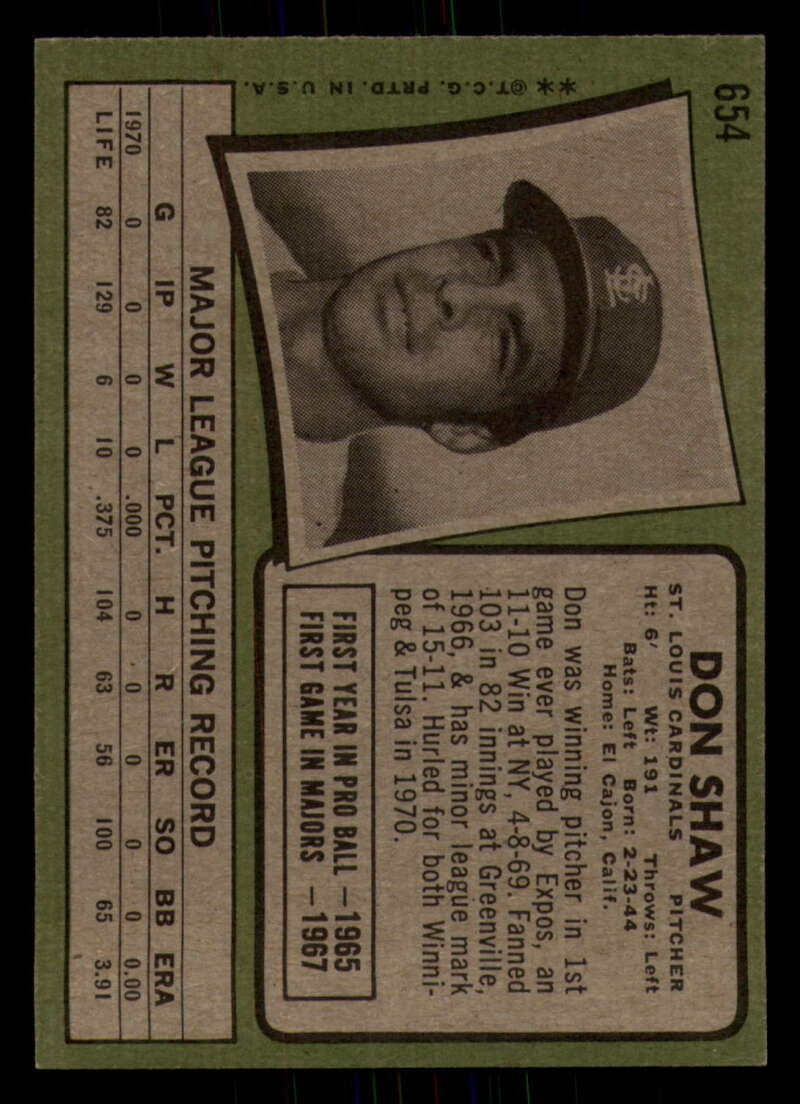 654
** ©T.C.G. PRTD. IN U.S.A.
DON SHAW
ST. LOUIS CARDINALS PITCHER
Ht: 6' Wt: 191 Throws: Left
Bats: Left Born: 2-23-44
Home: El Cajon, Calif.
Don was winning pitcher in 1st
game ever played by Expos, an
11-10 Win at NY, 4-8-69. Fanned
103 in 82 innings at Greenville,
1966, & has minor league mark
of 15-11. Hurled for both Winni-
peg & Tulsa in 1970.
FIRST YEAR IN PRO BALL —1965
FIRST GAME IN MAJORS —1967
StL
MAJOR LEAGUE PITCHING RECORD
G IP W L PCT. H R ER SO BB ERA
1970 0 0 0 0 .000 0 0 0 0 0 0.00
LIFE 82 129 6 10 .375 104 63 56 100 65 3.91